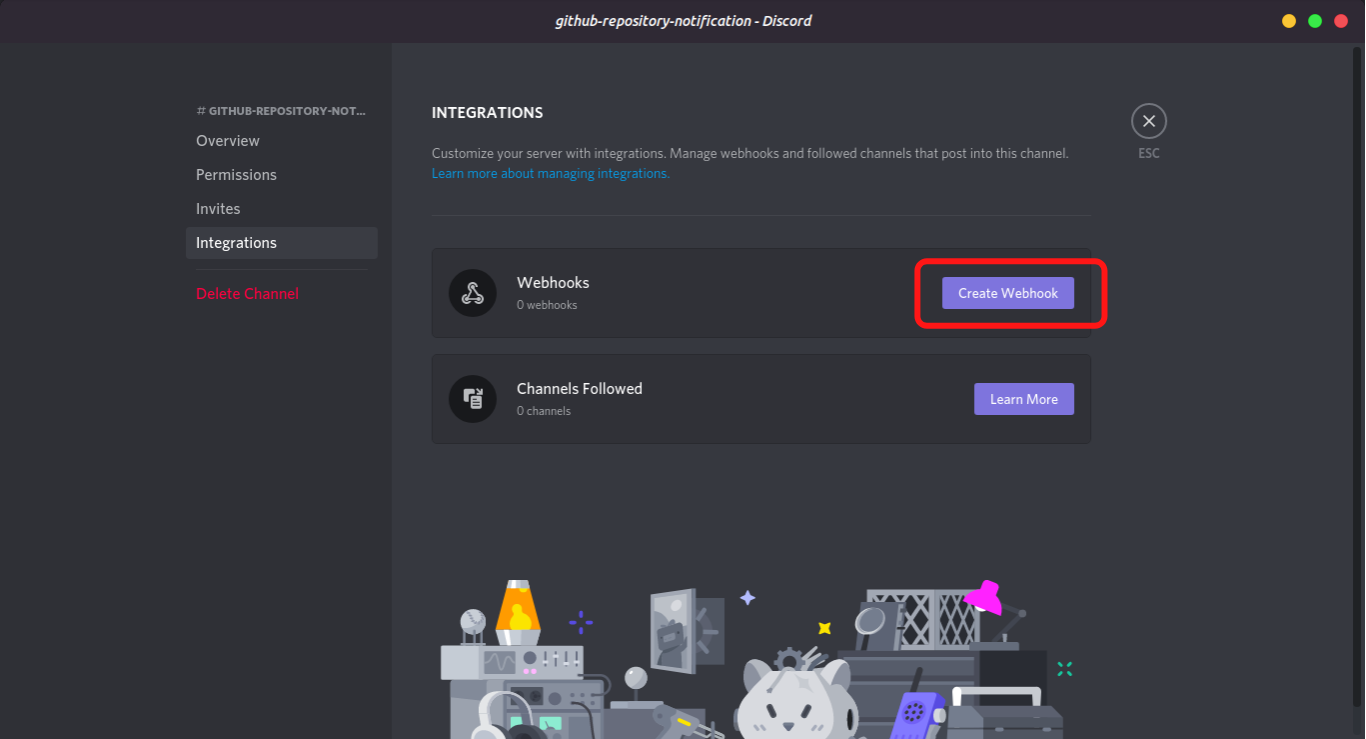 github-repository-notification - Discord
# GITHUB-REPOSITORY-NOT...
Overview
Permissions
Invites
Integrations
Delete Channel
INTEGRATIONS
Customize your server with integrations. Manage webhooks and followed channels that post into this channel.
Learn more about managing integrations.
ESC
Webhooks
0 webhooks
Create Webhook
Channels Followed
0 channels
Learn More